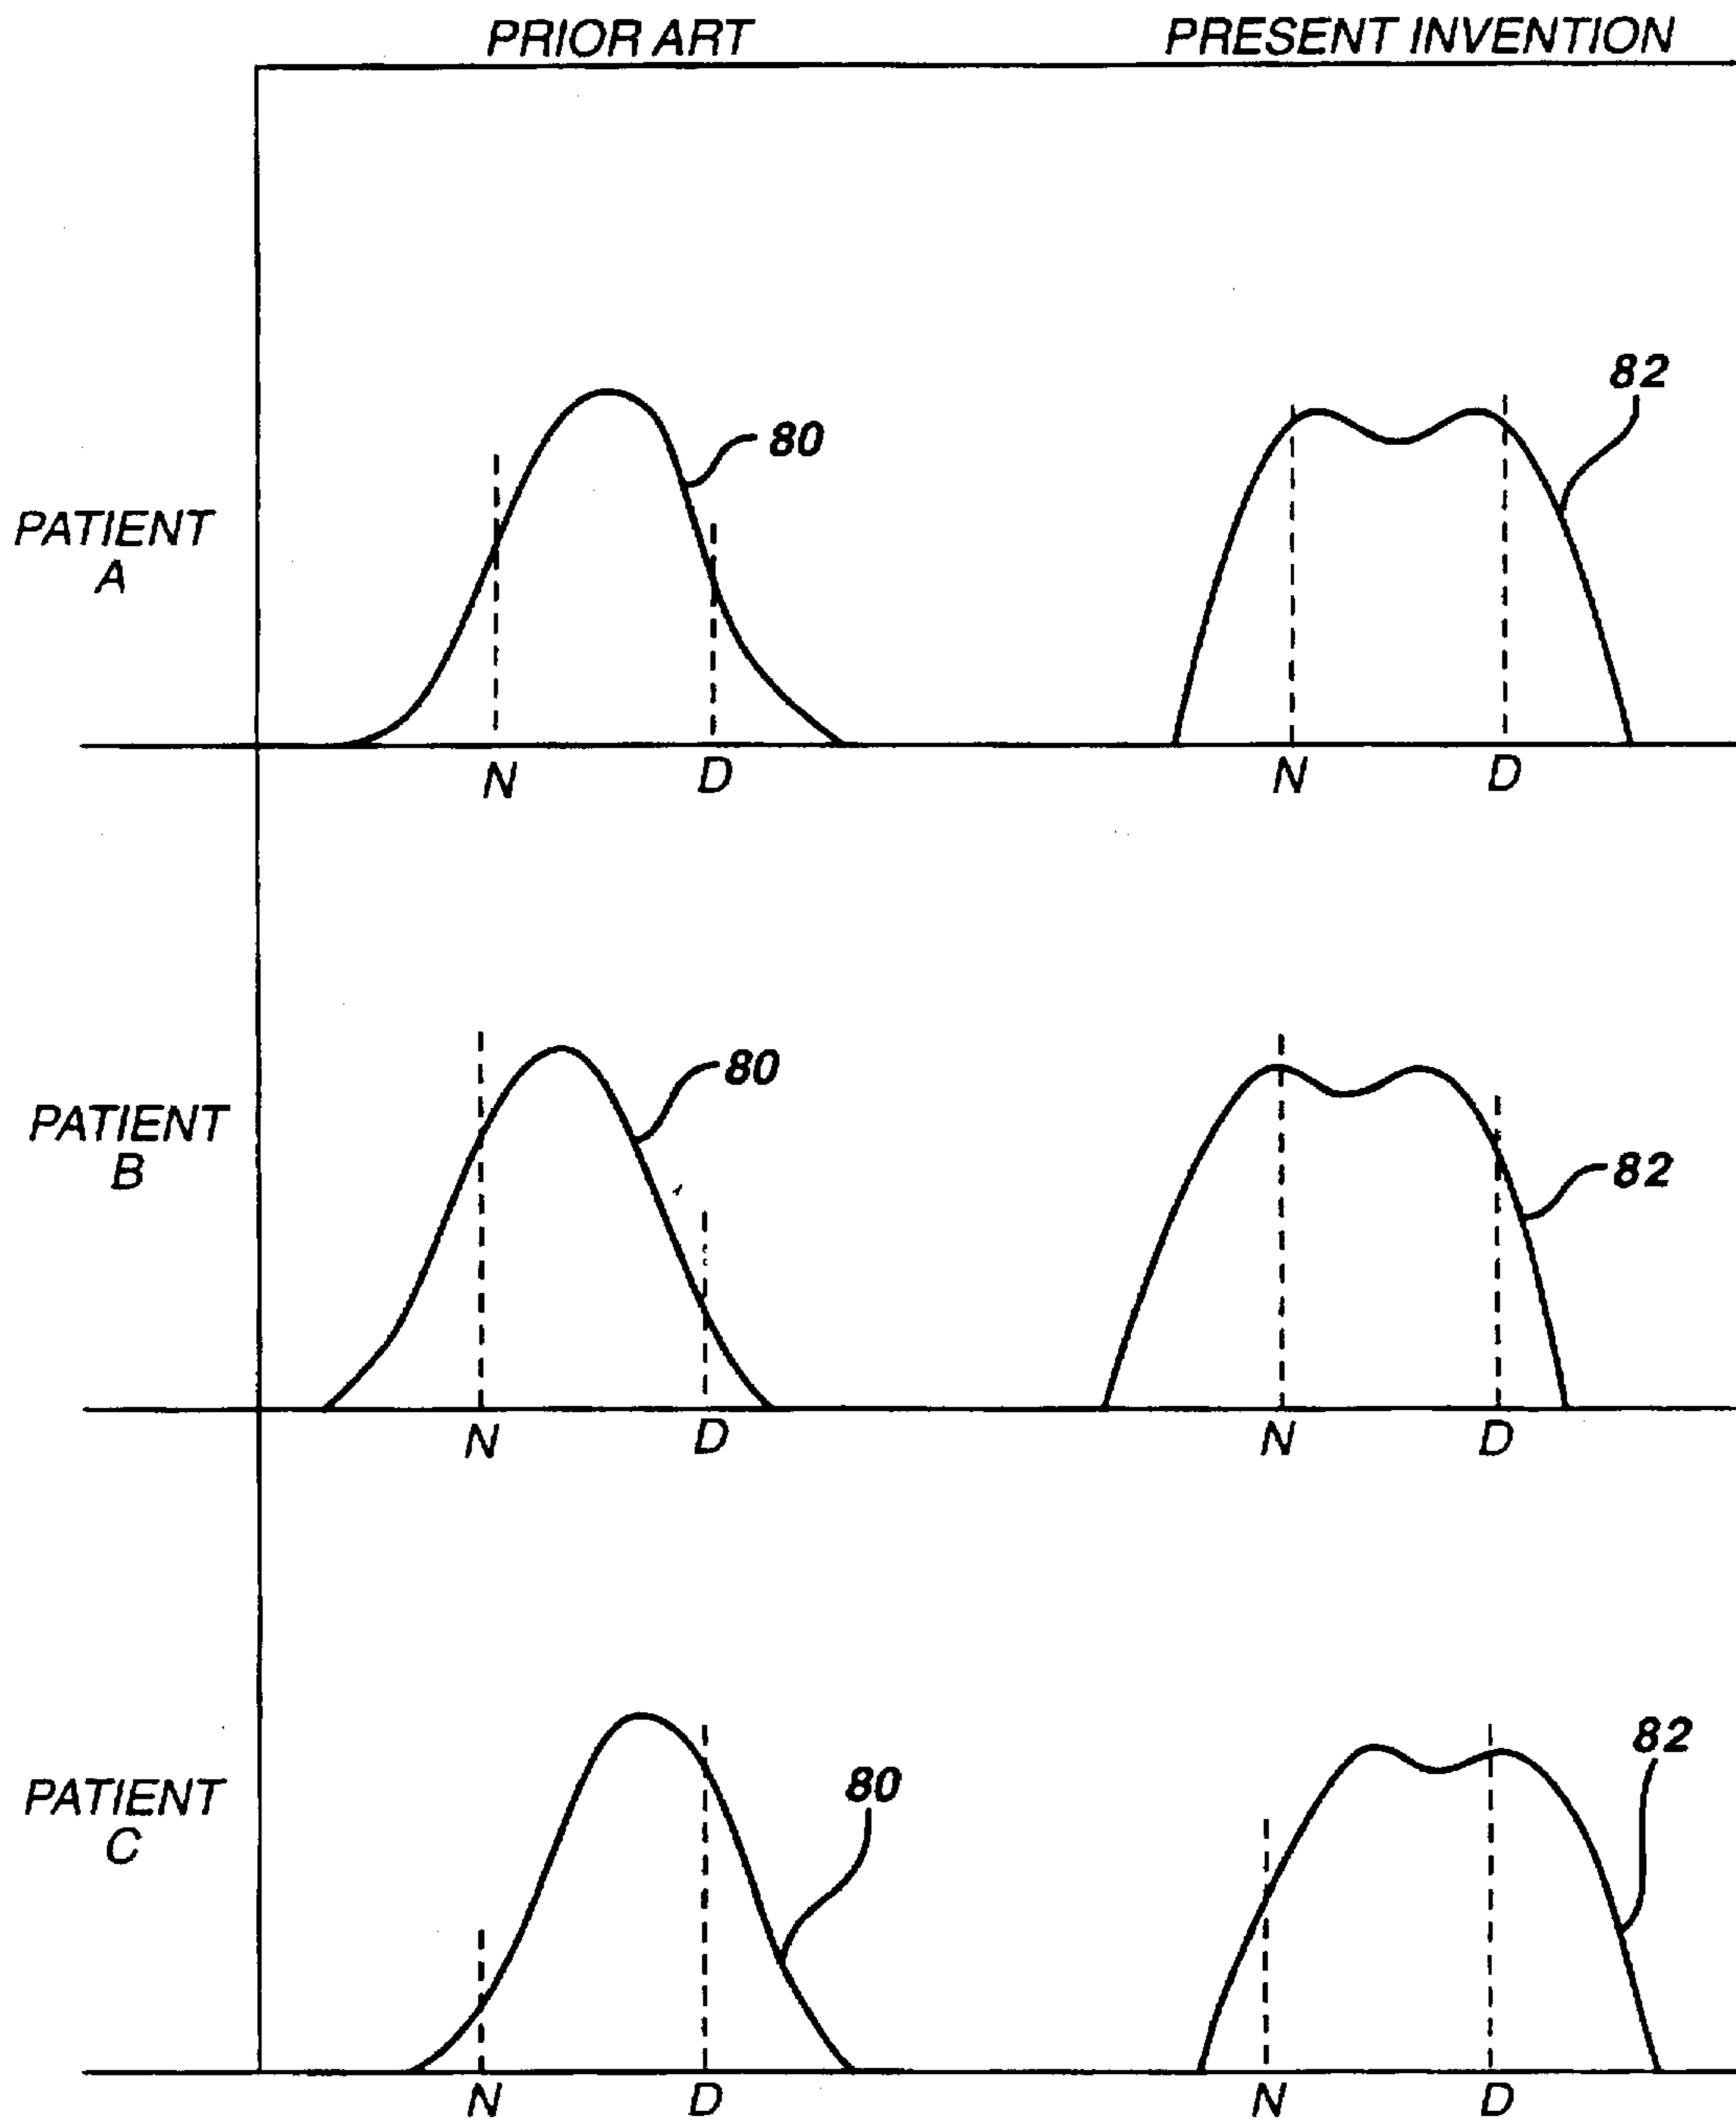 PRIOR ART
PRESENT INVENTION
PATIENT
A
80
82
N
D
N
D
PATIENT
B
80
82
N
D
N
D
PATIENT
C
80
82
N
D
N
D